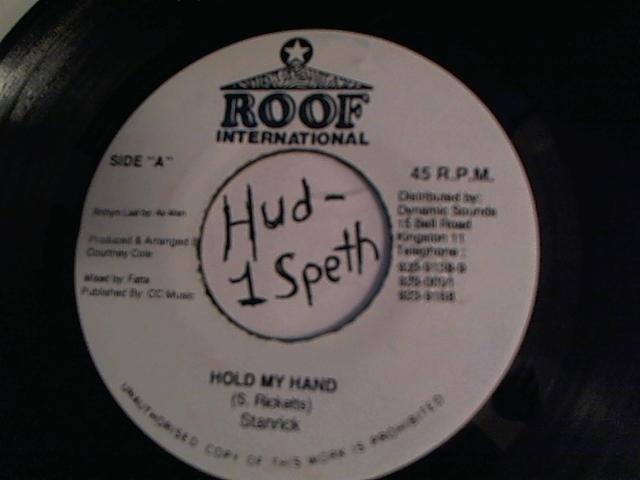 ROOF
INTERNATIONAL
SIDE "A"
45 R.P.M.
Hud-
1 Speth
Produced & Arranged
Courtney Cole
Mixed by: Fatta
Published By: CC Music
Distributed by:
Dynamic Sounds
15 Bell Road
Kingston 11
Telephone :
HOLD MY HAND
(S. Ricketts)
Stanrick
UNAUTHORISED COPY OF THIS WORK IS PROHIBITED